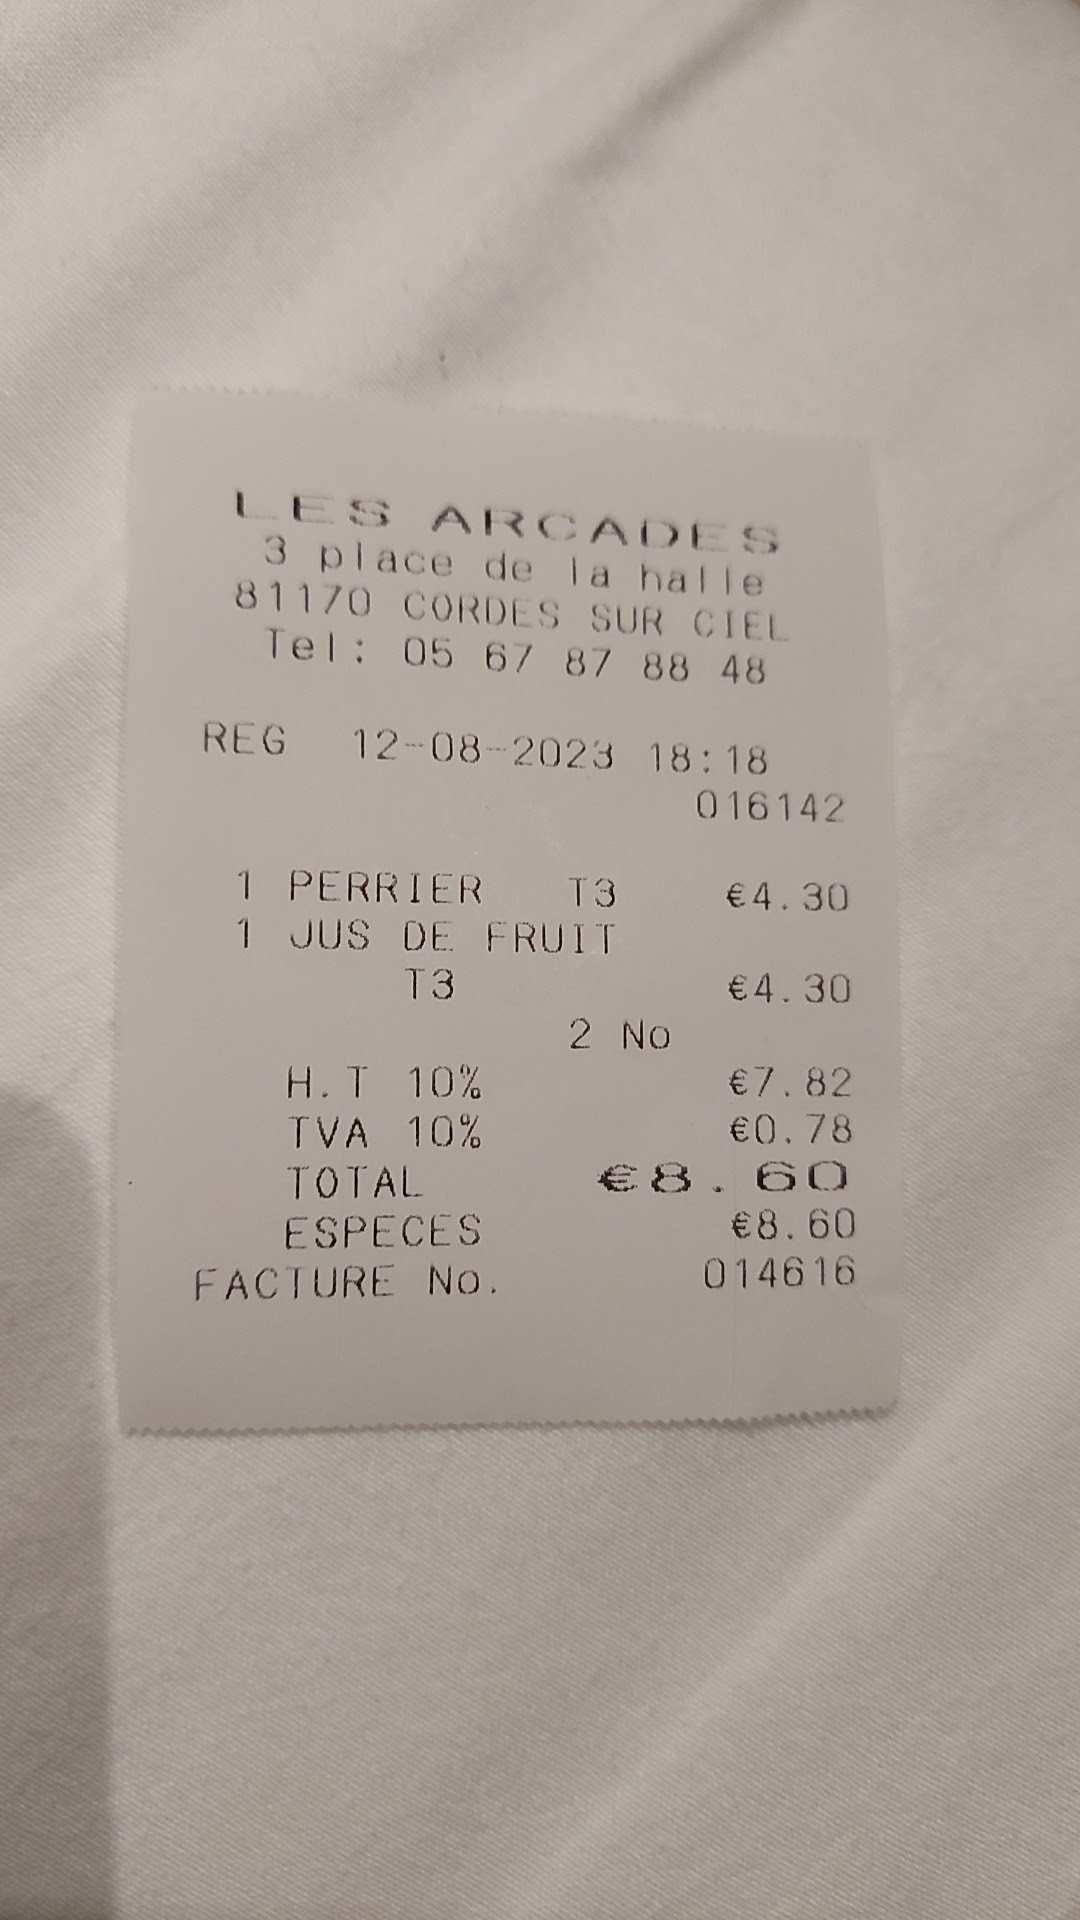 LES ARCADES
3 place de la halle
81170 CORDES SUR CIEL
Tel: 05 67 87 88 48
REG 12-08-2023 18:18
016142
1 PERRIER T3 €4.30
1 JUS DE FRUIT
T3 €4.30
2 No
H.T 10% €7.82
TVA 10% €0.78
TOTAL €8.60
ESPECES €8.60
FACTURE No. 014616